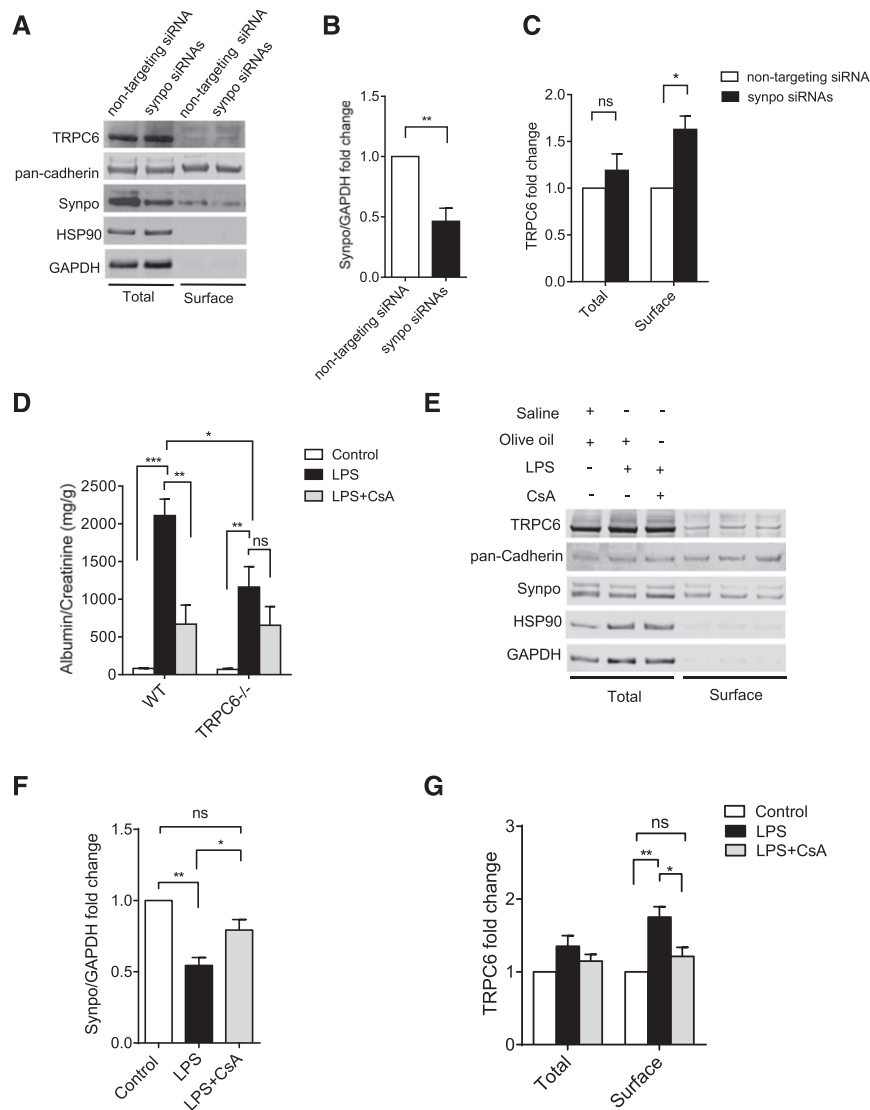 A
non-targeting siRNA
synpo siRNAs
non-targeting siRNA
synpo siRNAs
TRPC6
pan-cadherin
Synpo
HSP90
GAPDH
Total
Surface
B
Synpo/GAPDH fold change
1.5
1.0
0.5
0.0
**
non-targeting siRNA
synpo siRNAs
C
TRPC6 fold change
2.0
1.5
1.0
0.5
0.0
ns
*
Total
Surface
non-targeting siRNA
synpo siRNAs
D
Albumin/Creatinine (mg/g)
2500
2000
1500
1000
500
0
***
**
*
**
ns
WT
TRPC6-/-
Control
LPS
LPS+CsA
E
Saline + - -
Olive oil + + -
LPS - + +
CsA - - +
TRPC6
pan-Cadherin
Synpo
HSP90
GAPDH
Total
Surface
F
Synpo/GAPDH fold change
1.5
1.0
0.5
0.0
ns
*
**
Control
LPS
LPS+CsA
G
TRPC6 fold change
3
2
1
0
ns
**
*
Total
Surface
Control
LPS
LPS+CsA